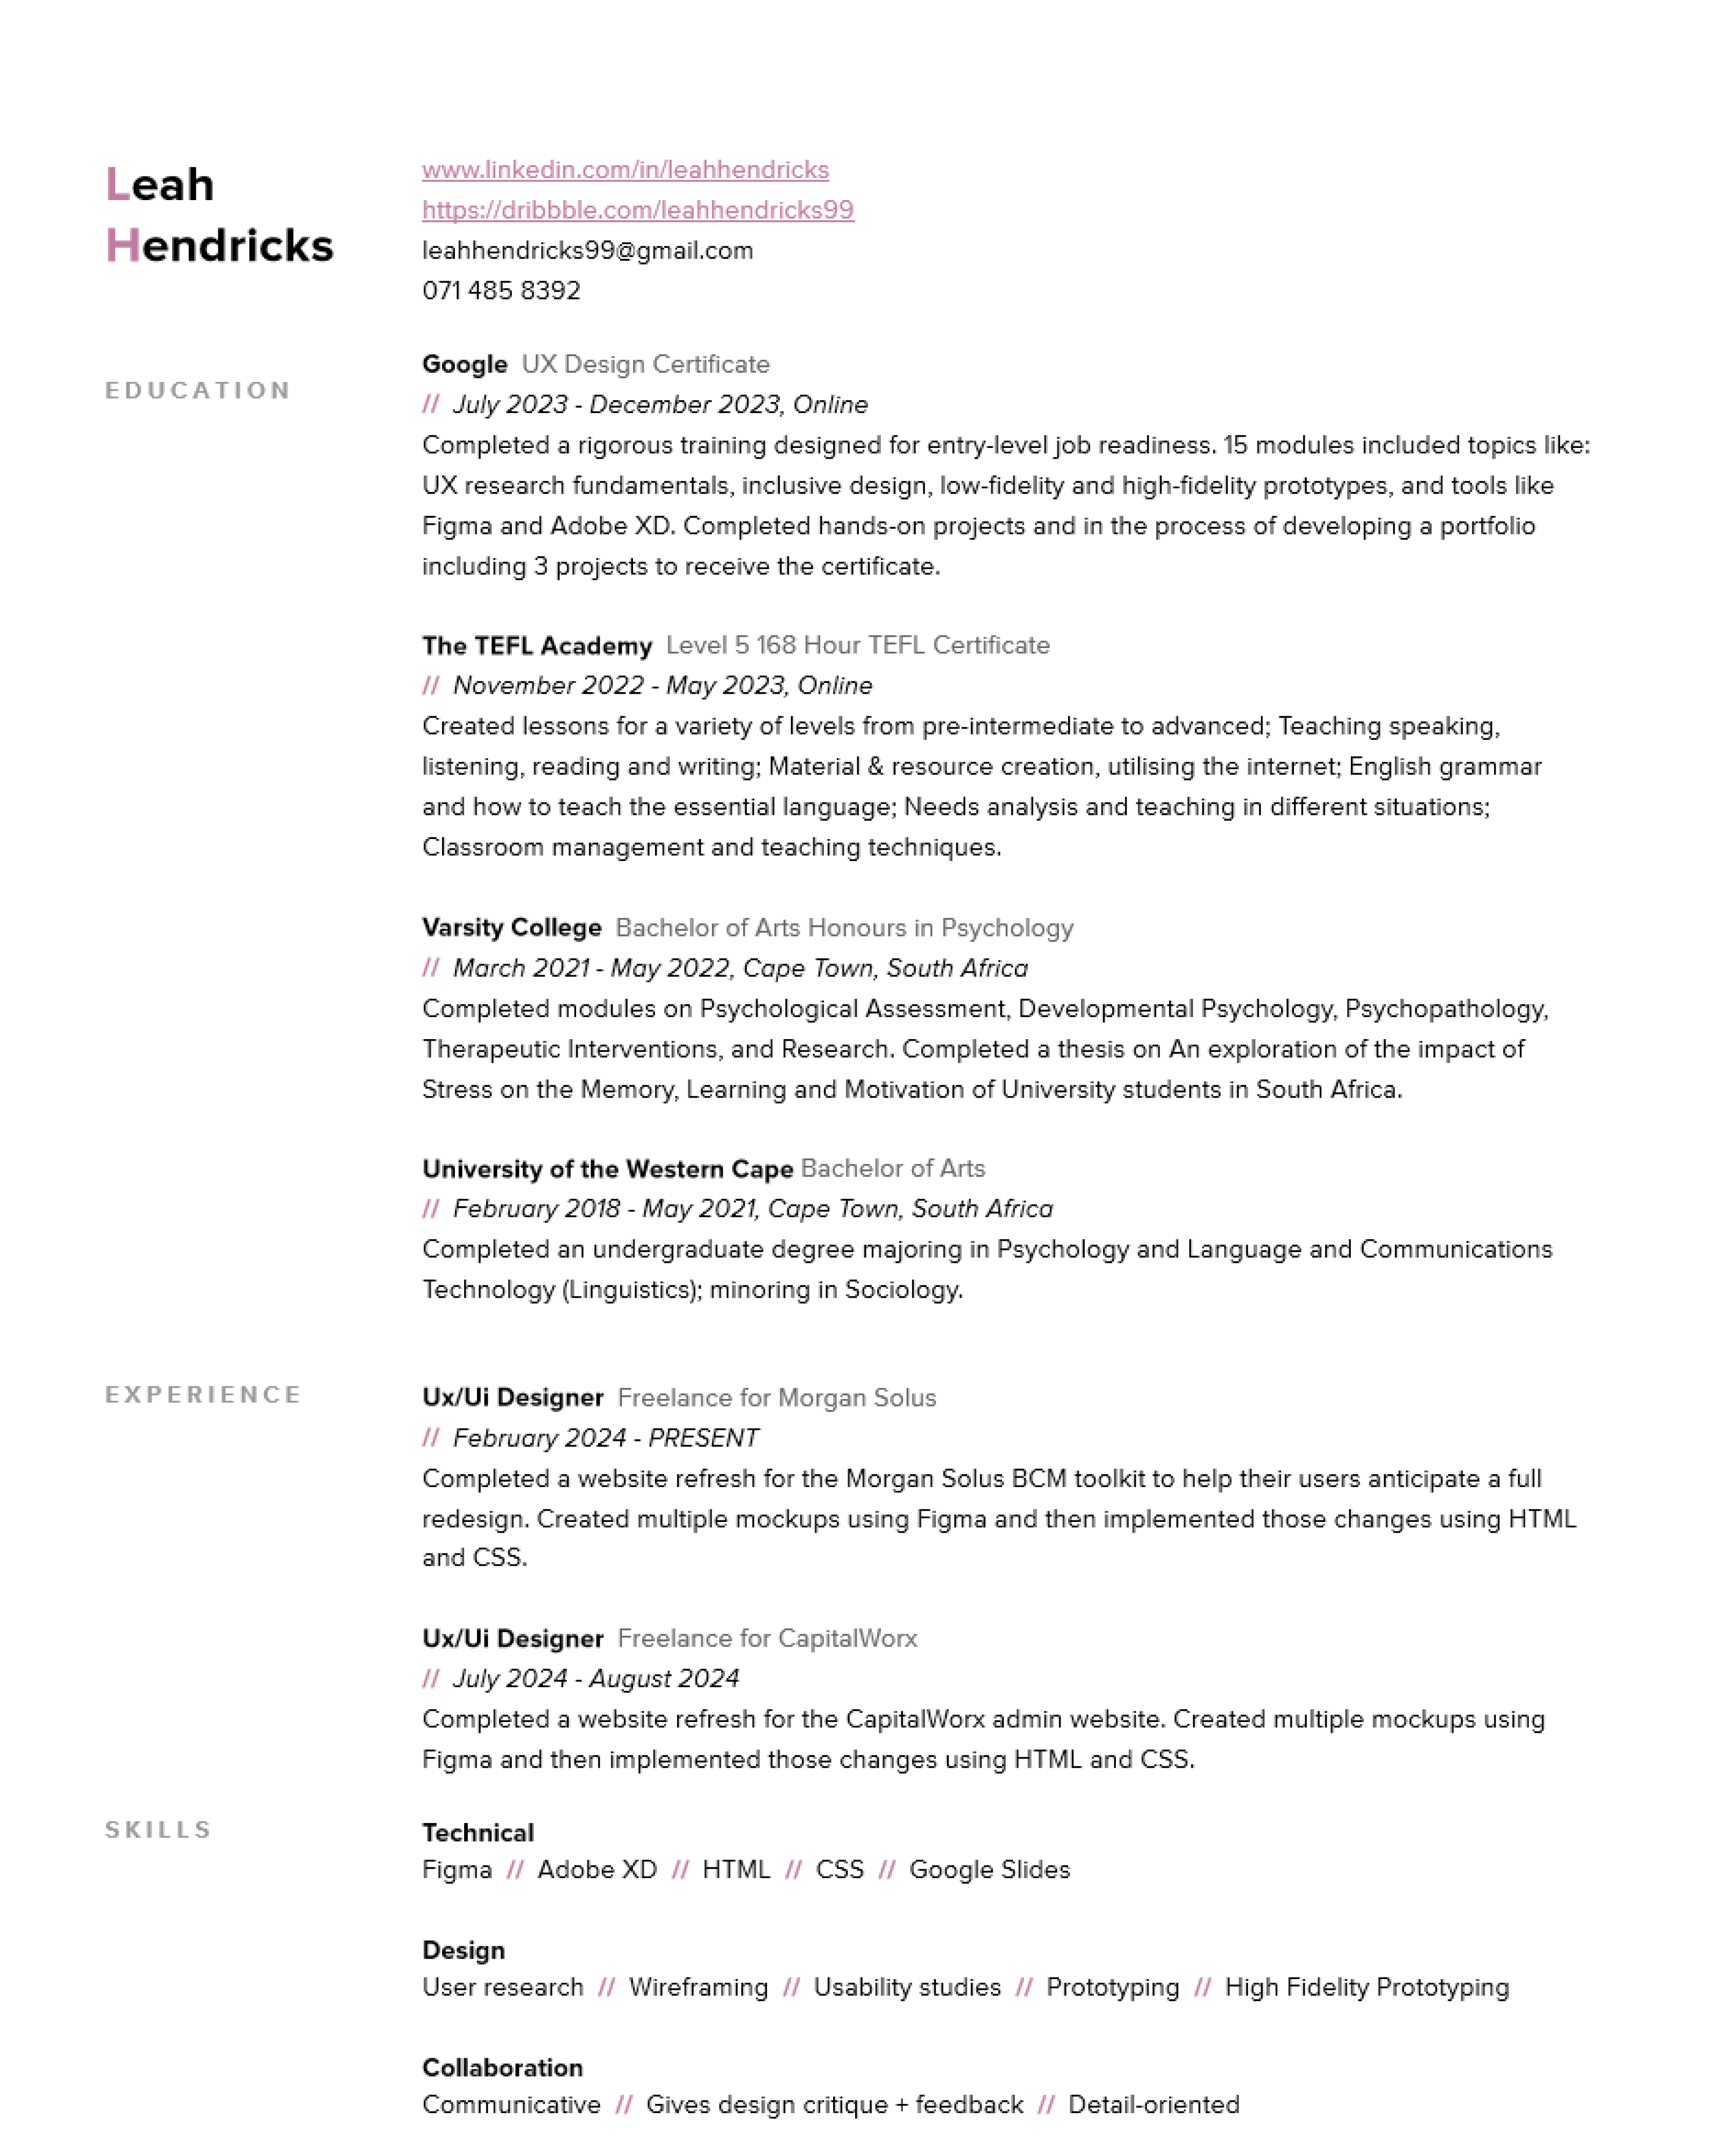 Leah
Hendricks
www.linkedin.com/in/leahhendricks
https://dribbble.com/leahhendricks99
leahhendricks99@gmail.com
071 485 8392
EDUCATION
Google UX Design Certificate
// July 2023 - December 2023, Online
Completed a rigorous training designed for entry-level job readiness. 15 modules included topics like:
UX research fundamentals, inclusive design, low-fidelity and high-fidelity prototypes, and tools like
Figma and Adobe XD. Completed hands-on projects and in the process of developing a portfolio
including 3 projects to receive the certificate.
The TEFL Academy Level 5 168 Hour TEFL Certificate
// November 2022 - May 2023, Online
Created lessons for a variety of levels from pre-intermediate to advanced; Teaching speaking,
listening, reading and writing; Material & resource creation, utilising the internet; English grammar
and how to teach the essential language; Needs analysis and teaching in different situations;
Classroom management and teaching techniques.
Varsity College Bachelor of Arts Honours in Psychology
// March 2021 - May 2022, Cape Town, South Africa
Completed modules on Psychological Assessment, Developmental Psychology, Psychopathology,
Therapeutic Interventions, and Research. Completed a thesis on An exploration of the impact of
Stress on the Memory, Learning and Motivation of University students in South Africa.
University of the Western Cape Bachelor of Arts
// February 2018 - May 2021, Cape Town, South Africa
Completed an undergraduate degree majoring in Psychology and Language and Communications
Technology (Linguistics); minoring in Sociology.
EXPERIENCE
Ux/Ui Designer Freelance for Morgan Solus
// February 2024 - PRESENT
Completed a website refresh for the Morgan Solus BCM toolkit to help their users anticipate a full
redesign. Created multiple mockups using Figma and then implemented those changes using HTML
and CSS.
Ux/Ui Designer Freelance for CapitalWorx
// July 2024 - August 2024
Completed a website refresh for the CapitalWorx admin website. Created multiple mockups using
Figma and then implemented those changes using HTML and CSS.
SKILLS
Technical
Figma // Adobe XD // HTML // CSS // Google Slides
Design
User research // Wireframing // Usability studies // Prototyping // High Fidelity Prototyping
Collaboration
Communicative // Gives design critique + feedback // Detail-oriented